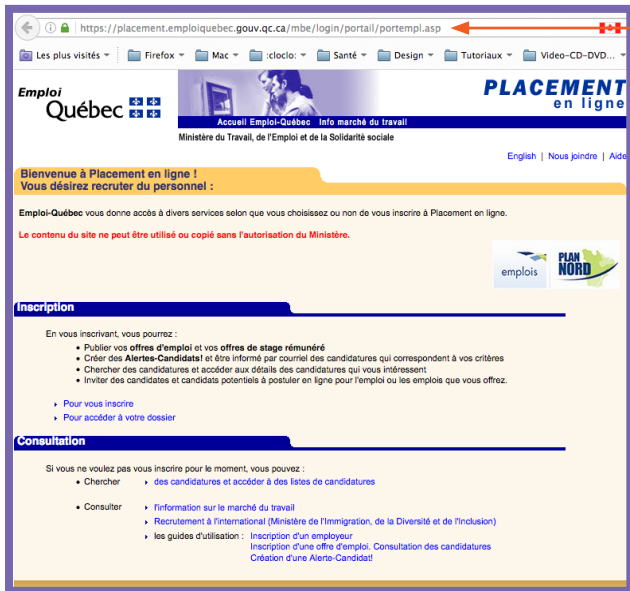 https://placement.emploiquebec.gouv.qc.ca/mbe/login/portail/portempl.asp
Les plus visités Firefox Mac :cloclo: Santé Design Tutoriaux Video-CD-DVD...
Emploi
Québec
PLACEMENT
en ligne
Accueil Emploi-Québec Info marché du travail
Ministère du Travail, de l'Emploi et de la Solidarité sociale
English | Nous joindre | Aide
Bienvenue à Placement en ligne !
Vous désirez recruter du personnel :
Emploi-Québec vous donne accès à divers services selon que vous choisissez ou non de vous inscrire à Placement en ligne.
Le contenu du site ne peut être utilisé ou copié sans l'autorisation du Ministère.
emplois
PLAN
NORD
Inscription
En vous inscrivant, vous pourrez :
• Publier vos offres d'emploi et vos offres de stage rémunéré
• Créer des Alertes-Candidats! et être informé par courriel des candidatures qui correspondent à vos critères
• Chercher des candidatures et accéder aux détails des candidatures qui vous intéressent
• Inviter des candidates et candidats potentiels à postuler en ligne pour l'emploi ou les emplois que vous offrez.
Pour vous inscrire
Pour accéder à votre dossier
Consultation
Si vous ne voulez pas vous inscrire pour le moment, vous pouvez :
• Chercher des candidatures et accéder à des listes de candidatures
• Consulter l'information sur le marché du travail
Recrutement à l'international (Ministère de l'Immigration, de la Diversité et de l'Inclusion)
les guides d'utilisation : Inscription d'un employeur
Inscription d'une offre d'emploi. Consultation des candidatures
Création d'une Alerte-Candidat!